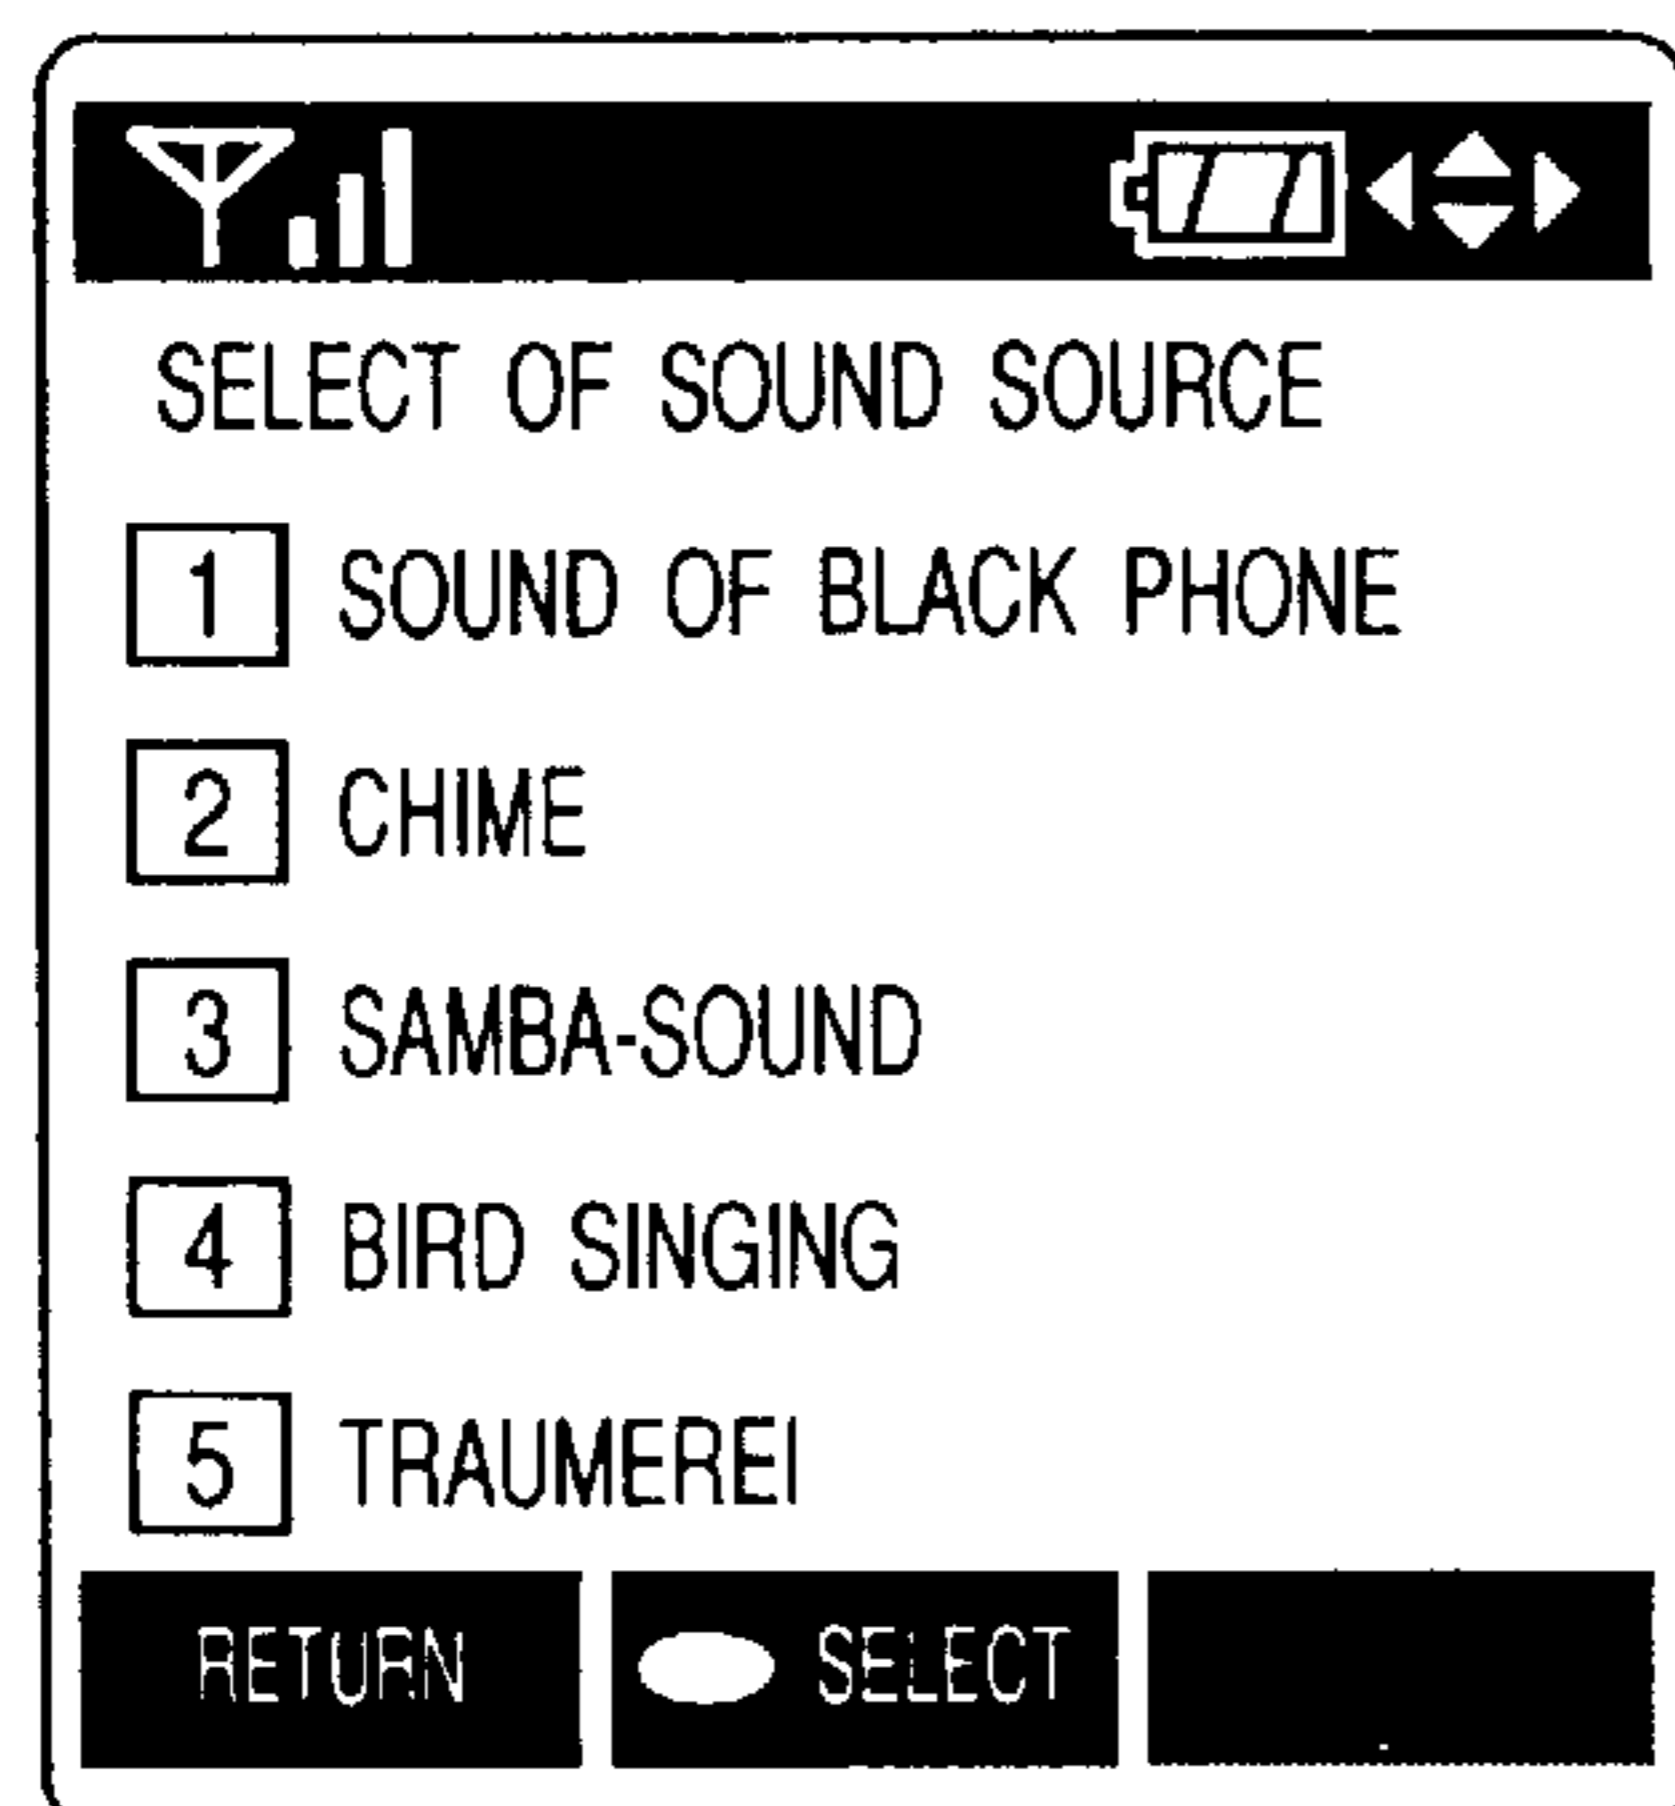 SELECT OF SOUND SOURCE
1 SOUND OF BLACK PHONE
2 CHIME
3 SAMBA-SOUND
4 BIRD SINGING
5 TRAUMEREI
RETURN SELECT